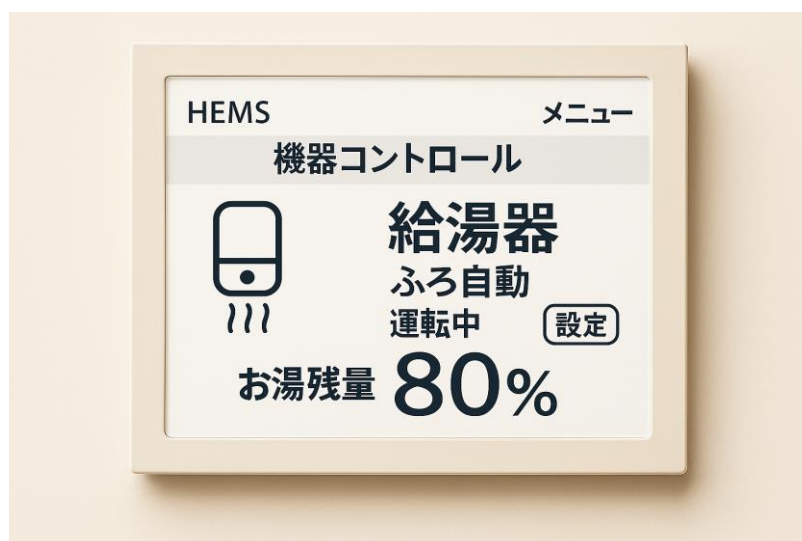 HEMS メニュー
機器コントロール
給湯器
ふろ自動
運転中 設定
お湯残量 80%